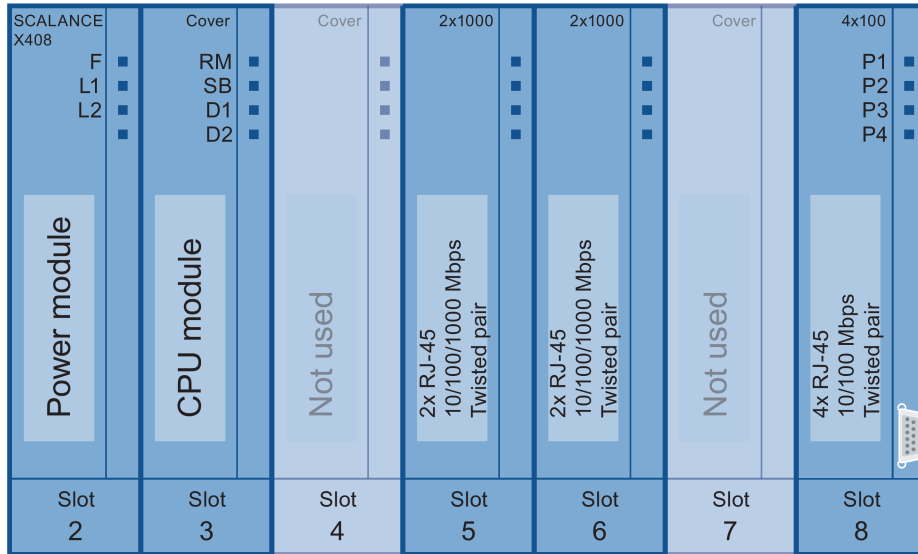 SCALANCE
X408
F
L1
L2
Power module
Slot
2
Cover
RM
SB
D1
D2
CPU module
Slot
3
Cover
Not used
Slot
4
2x1000
2x RJ-45
10/100/1000 Mbps
Twisted pair
Slot
5
2x1000
2x RJ-45
10/100/1000 Mbps
Twisted pair
Slot
6
Cover
Not used
Slot
7
4x100
P1
P2
P3
P4
4x RJ-45
10/100 Mbps
Twisted pair
Slot
8